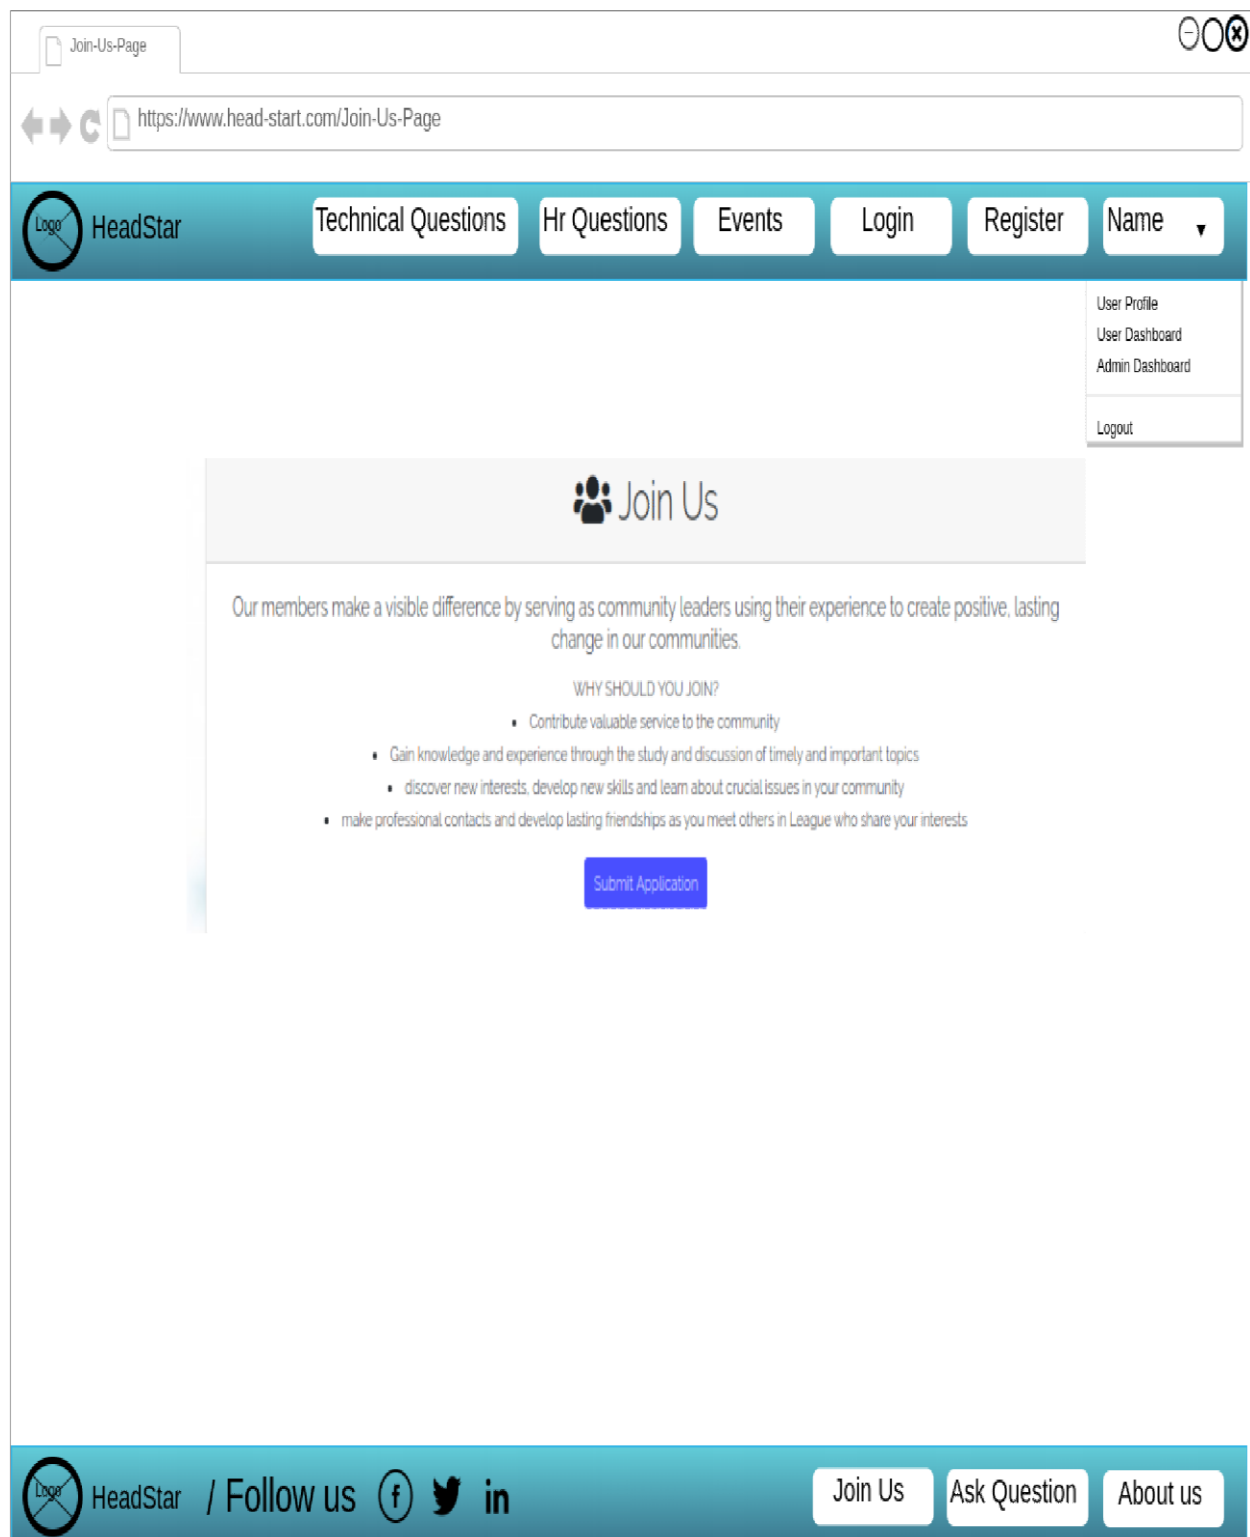 Join-Us-Page
https://www.head-start.com/Join-Us-Page
Logo
HeadStar
Technical Questions
Hr Questions
Events
Login
Register
Name
User Profile
User Dashboard
Admin Dashboard
Logout
Join Us
Our members make a visible difference by serving as community leaders using their experience to create positive, lasting
change in our communities.
WHY SHOULD YOU JOIN?
• Contribute valuable service to the community
• Gain knowledge and experience through the study and discussion of timely and important topics
• discover new interests, develop new skills and learn about crucial issues in your community
• make professional contacts and develop lasting friendships as you meet others in League who share your interests
Submit Application
Logo
HeadStar
/ Follow us
Join Us
Ask Question
About us